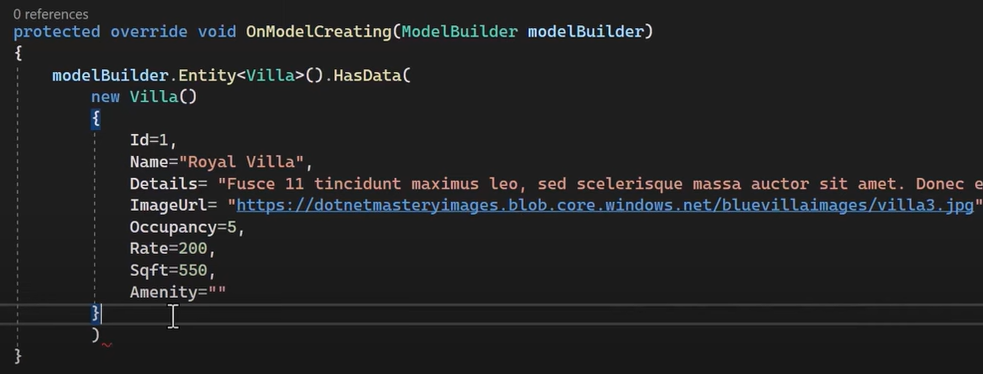 0 references
protected override void OnModelCreating(ModelBuilder modelBuilder)
{
modelBuilder.Entity<Villa>().HasData(
new Villa()
{
Id=1,
Name="Royal Villa",
Details= "Fusce 11 tincidunt maximus leo, sed scelerisque massa auctor sit amet. Donec e
ImageUrl= "https://dotnetmasteryimages.blob.core.windows.net/bluevillaimages/villa3.jpg"
Occupancy=5,
Rate=200,
Sqft=550,
Amenity=""
}
)
}